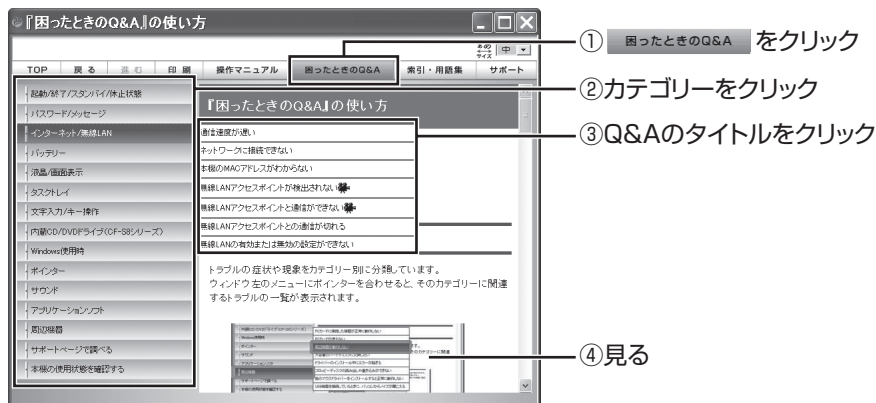 『困ったときのQ&A』の使い方
あの サイズ 中
TOP 戻る 進む 印刷 操作マニュアル 困ったときのQ&A 索引・用語集 サポート
起動/終了/スタンバイ/休止状態
パスワード/メッセージ
インターネット/無線LAN
バッテリー
液晶/画面表示
タスクトレイ
文字入力/キー操作
内蔵CD/DVDドライブ(CF-S8シリーズ)
Windows使用時
ポインター
サウンド
アプリケーションソフト
周辺機器
サポートページで調べる
本機の使用状態を確認する
『困ったときのQ&A』の使い方
通信速度が遅い
ネットワークに接続できない
本機のMACアドレスがわからない
無線LANアクセスポイントが検出されない
無線LANアクセスポイントと通信ができない
無線LANアクセスポイントとの通信が切れる
無線LANの有効または無効の設定ができない
トラブルの症状や現象をカテゴリー別に分類しています。
ウィンドウ左のメニューにポインターを合わせると、そのカテゴリーに関連
するトラブルの一覧が表示されます。
① 困ったときのQ&A をクリック
②カテゴリーをクリック
③Q&Aのタイトルをクリック
④見る